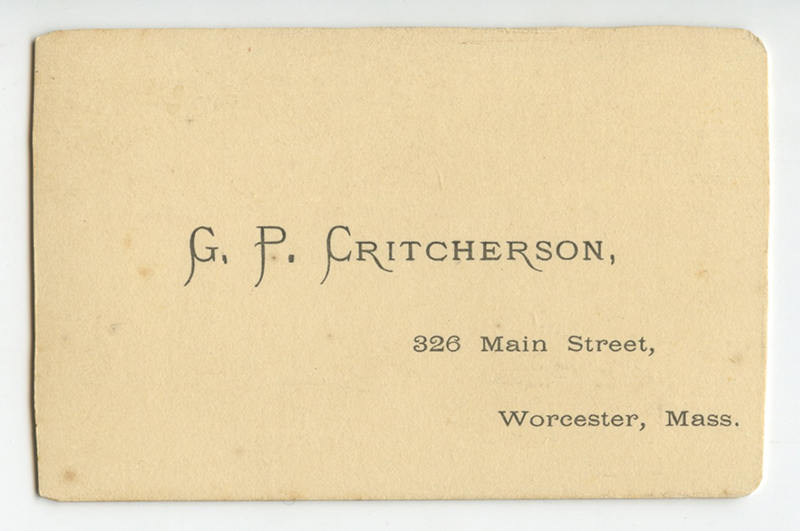 G. P. CRITCHERSON,
326 Main Street,
Worcester, Mass.